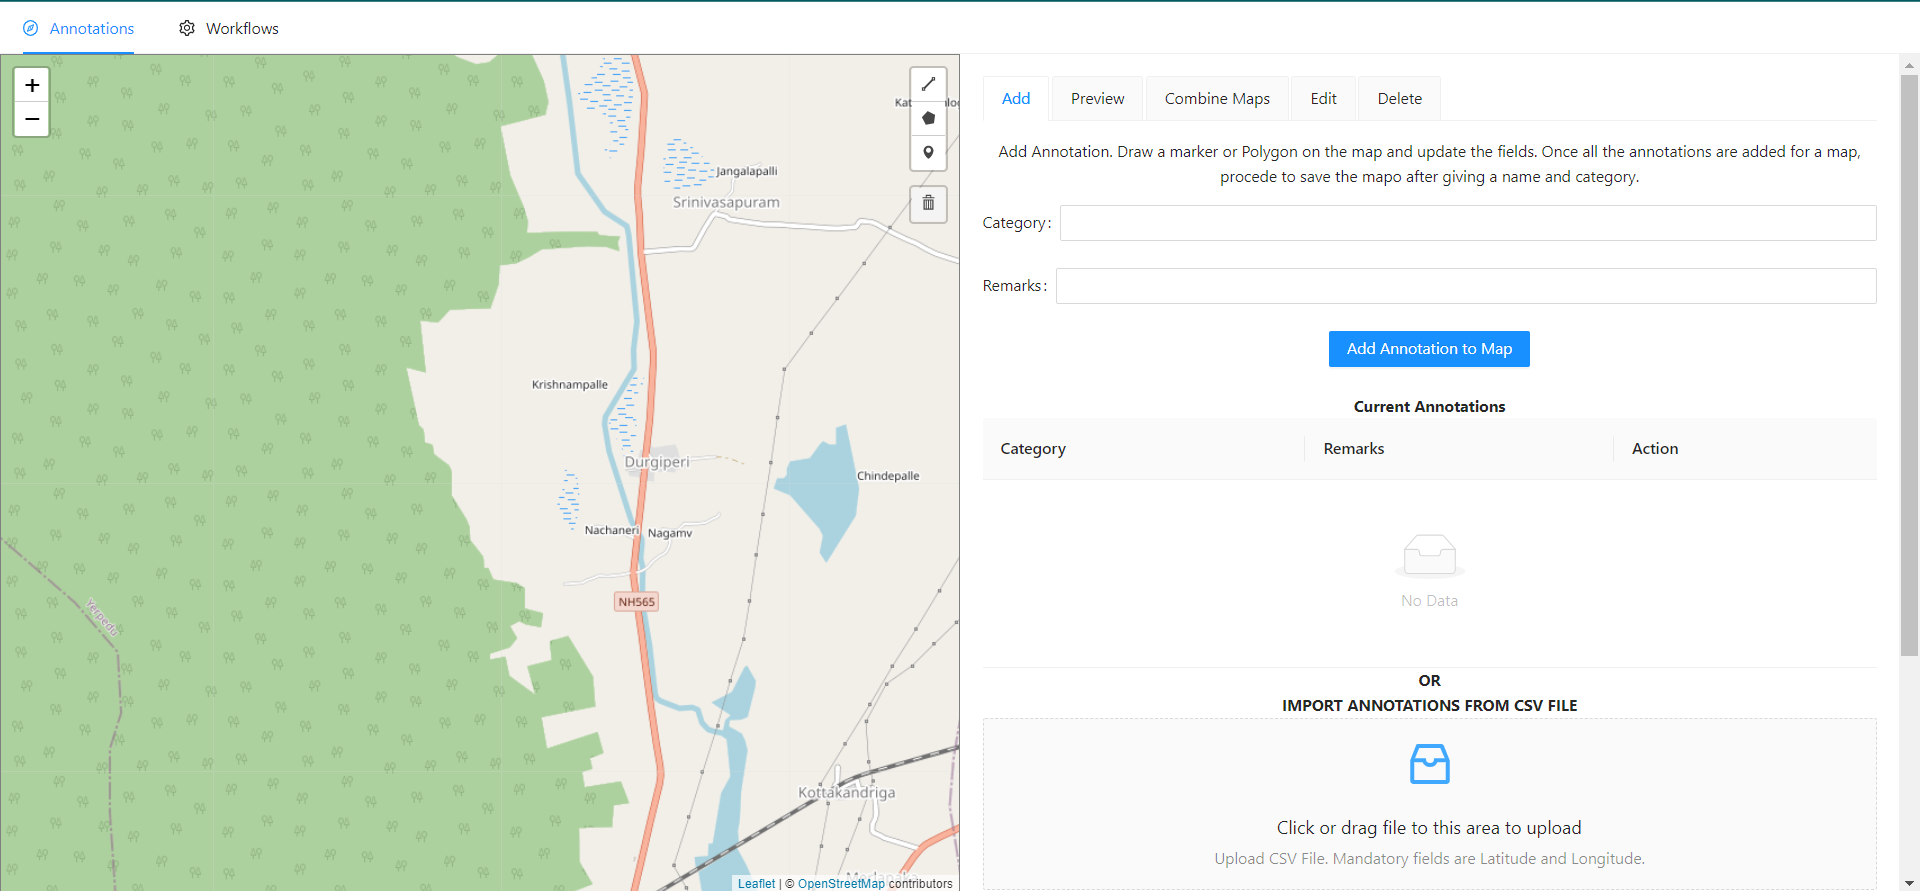 Annotations
Workflows
+
−
Jangalapalli
Srinivasapuram
Krishnampalle
Durgiperi
Chindepalle
Nachaneri
Nagamv
NH565
Yerpedu
Kottakandriga
Leaflet | © OpenStreetMap contributors
Add Preview Combine Maps Edit Delete
Add Annotation. Draw a marker or Polygon on the map and update the fields. Once all the annotations are added for a map,
procede to save the mapo after giving a name and category.
Category:
Remarks:
Add Annotation to Map
Current Annotations
Category Remarks Action
No Data
OR
IMPORT ANNOTATIONS FROM CSV FILE
Click or drag file to this area to upload
Upload CSV File. Mandatory fields are Latitude and Longitude.